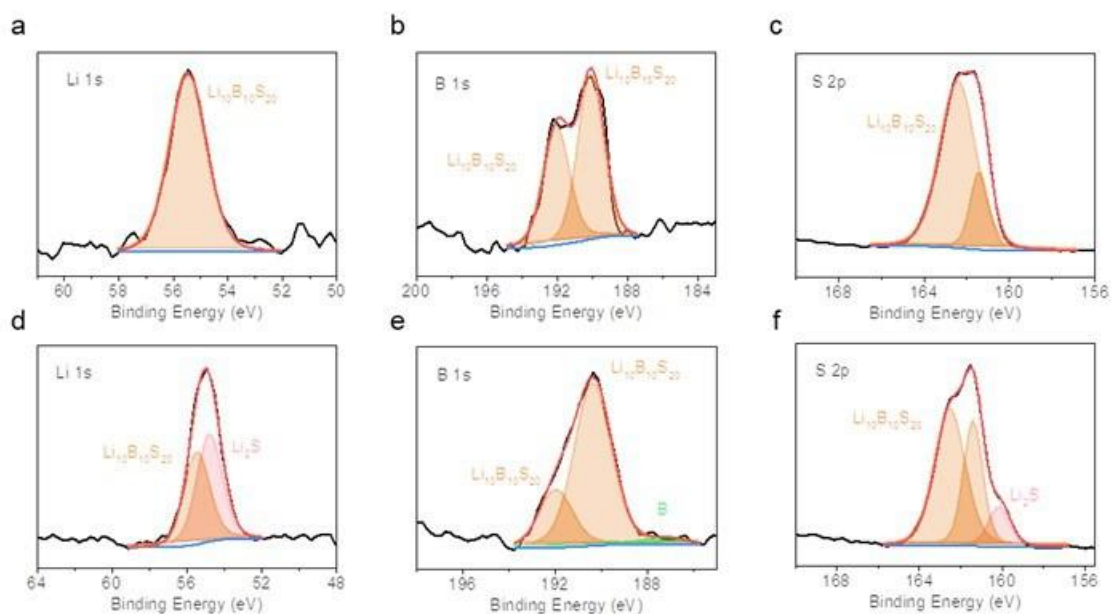 a
Li 1s
Li₁₀B₁₀S₂₀
60 58 56 54 52 50
Binding Energy (eV)
b
B 1s
Li₁₀B₁₀S₂₀
Li₁₀B₁₀S₂₀
200 196 192 188 184
Binding Energy (eV)
c
S 2p
Li₁₀B₁₀S₂₀
168 164 160 156
Binding Energy (eV)
d
Li 1s
Li₁₀B₁₀S₂₀
Li₂S
64 60 56 52 48
Binding Energy (eV)
e
B 1s
Li₁₀B₁₀S₂₀
Li₁₀B₁₀S₂₀
B
196 192 188
Binding Energy (eV)
f
S 2p
Li₁₀B₁₀S₂₀
Li₂S
168 164 160 156
Binding Energy (eV)